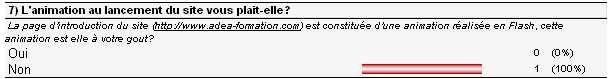 7) L'animation au lancement du site vous plait-elle?
La page d'introduction du site (http://www.adea-formation.com) est constituée d'une animation réalisée en Flash, cette
animation est elle à votre gout?
Oui 0 (0%)
Non 1 (100%)